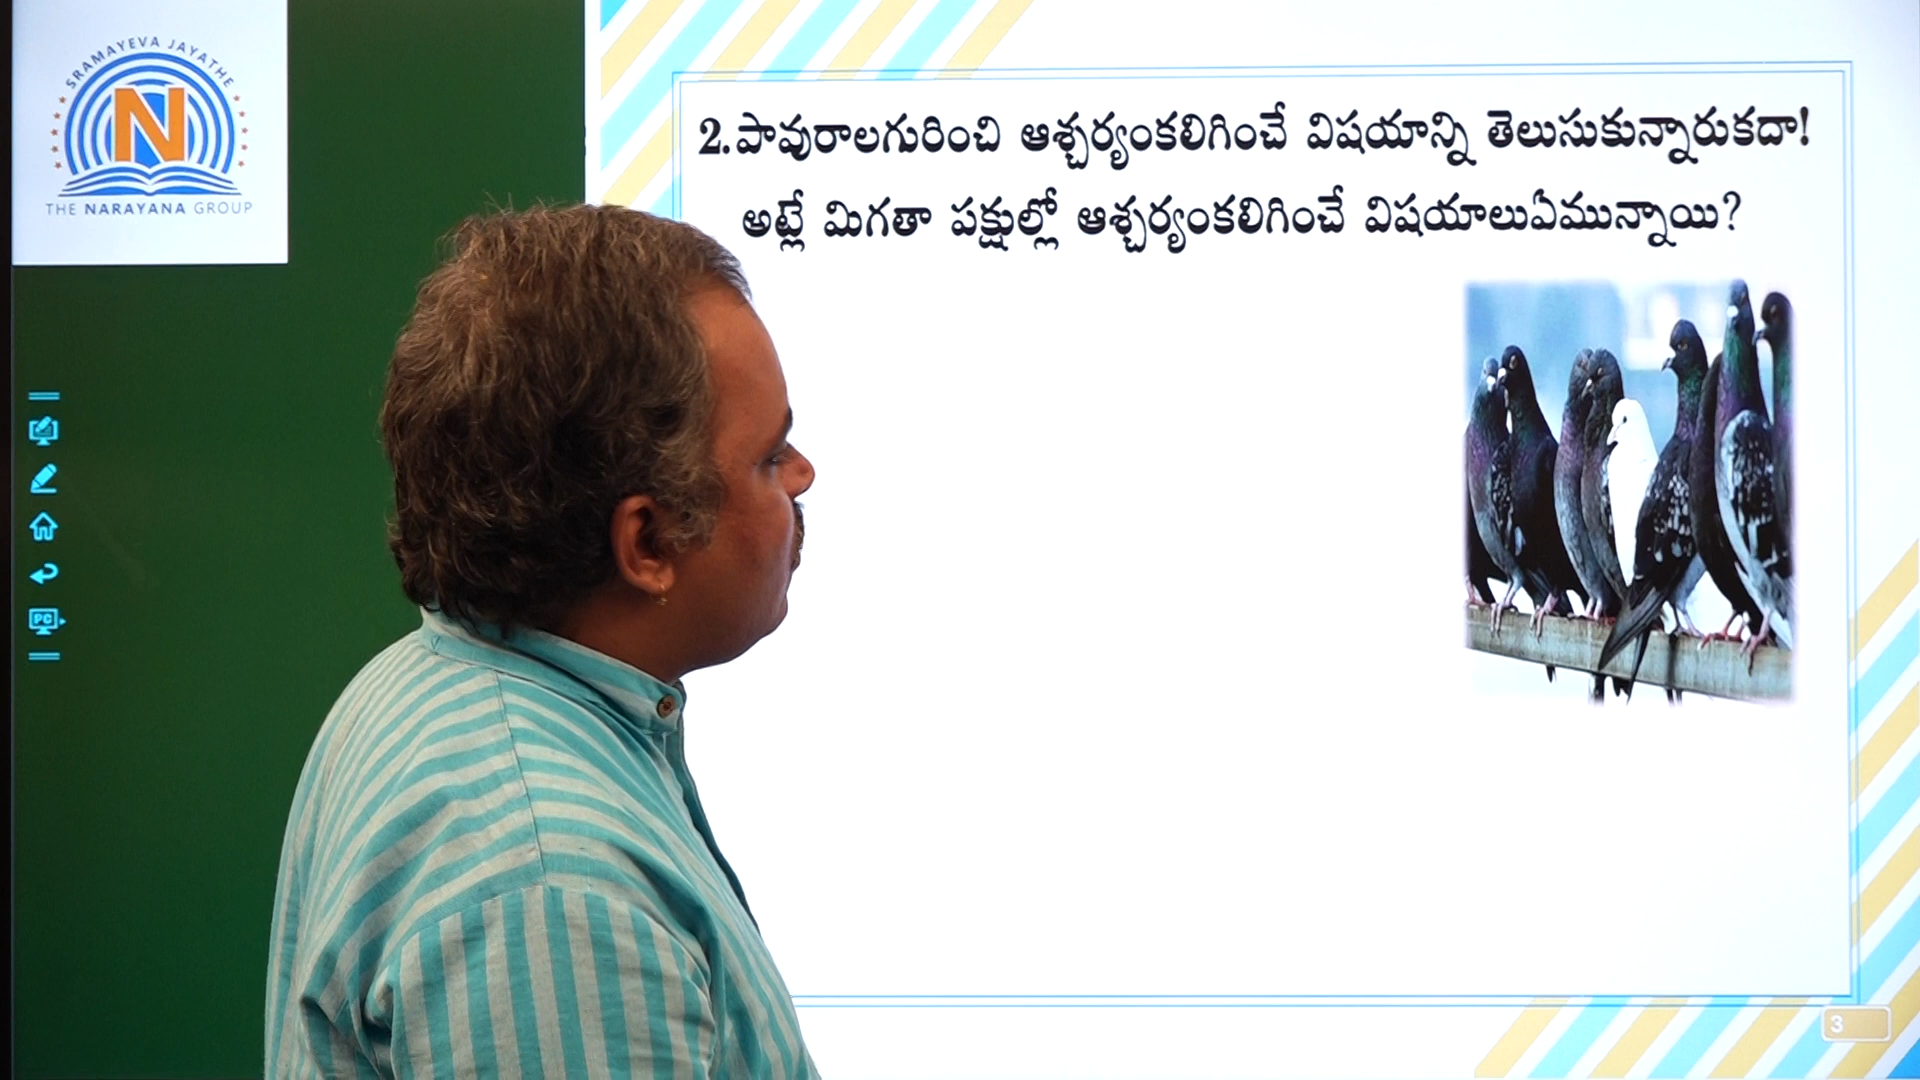 SRAMAYEVA JAYATHE
N
THE NARAYANA GROUP
2.పావురాలగురించి ఆశ్చర్యంకలిగించే విషయాన్ని తెలుసుకున్నారుకదా!
అట్లే మిగతా పక్షుల్లో ఆశ్చర్యంకలిగించే విషయాలుఏమున్నాయి?
PC
3